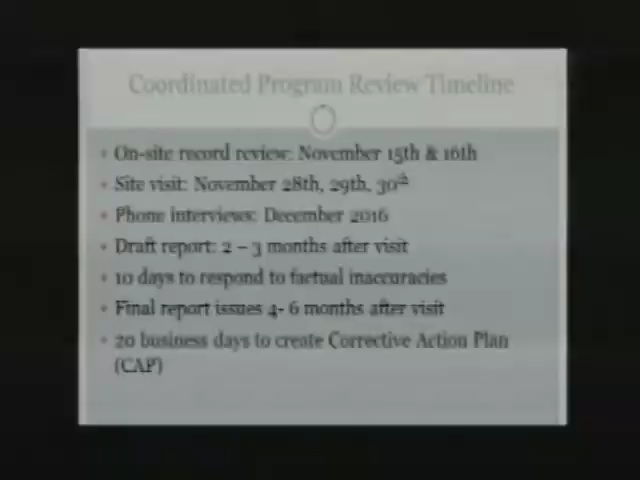 Coordinated Program Review Timeline
• On-site record review: November 15th & 16th
• Site visit: November 28th, 29th, 30th
• Phone interviews: December 2016
• Draft report: 2 – 3 months after visit
• 10 days to respond to factual inaccuracies
• Final report issues 4- 6 months after visit
• 20 business days to create Corrective Action Plan
(CAP)